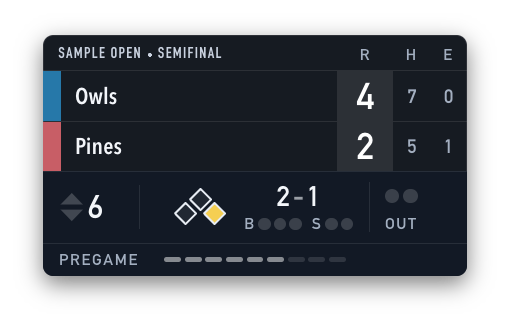 SAMPLE OPEN • SEMIFINAL R H E
Owls 4 7 0
Pines 2 5 1
6 2-1
B S OUT
PREGAME